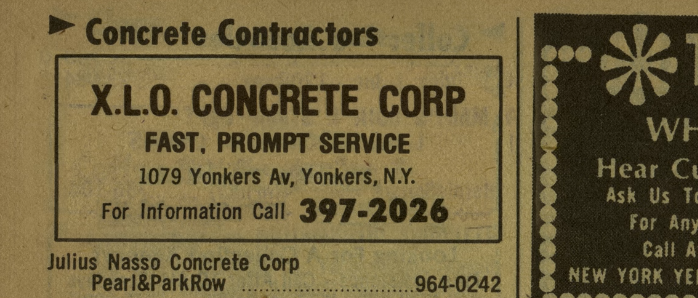 Concrete Contractors
X.L.O. CONCRETE CORP
FAST, PROMPT SERVICE
1079 Yonkers Av, Yonkers, N.Y.
For Information Call 397-2026
Julius Nasso Concrete Corp
Pearl&ParkRow ........................964-0242
T
WH
Hear Cu
Ask Us To
For Any
Call A
NEW YORK YE